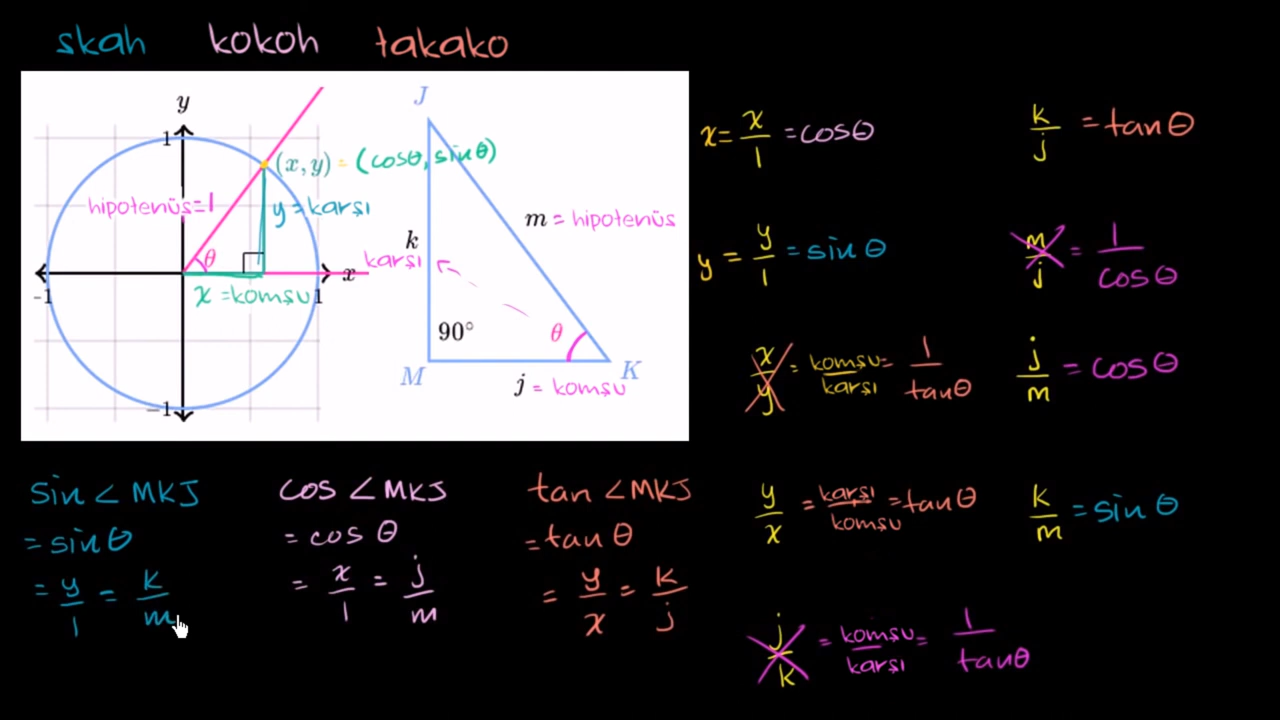 skah kokoh takako
y
1
(x, y) = (cosθ, sinθ)
hipotenüs=1
y = karşı
θ
x
-1
x = komşu
1
−1
J
m = hipotenüs
k
karşı
90°
θ
M
K
j = komşu
x = x/1 = cosθ
k/j = tanθ
y = y/1 = sinθ
m/j = 1/cosθ
x/y = komşu/karşı = 1/tanθ
j/m = cosθ
y/x = karşı/komşu = tanθ
k/m = sinθ
j/k = komşu/karşı = 1/tanθ
sin∠MKJ
= sinθ
= y/1 = k/m
cos∠MKJ
= cosθ
= x/1 = j/m
tan∠MKJ
= tanθ
= y/x = k/j